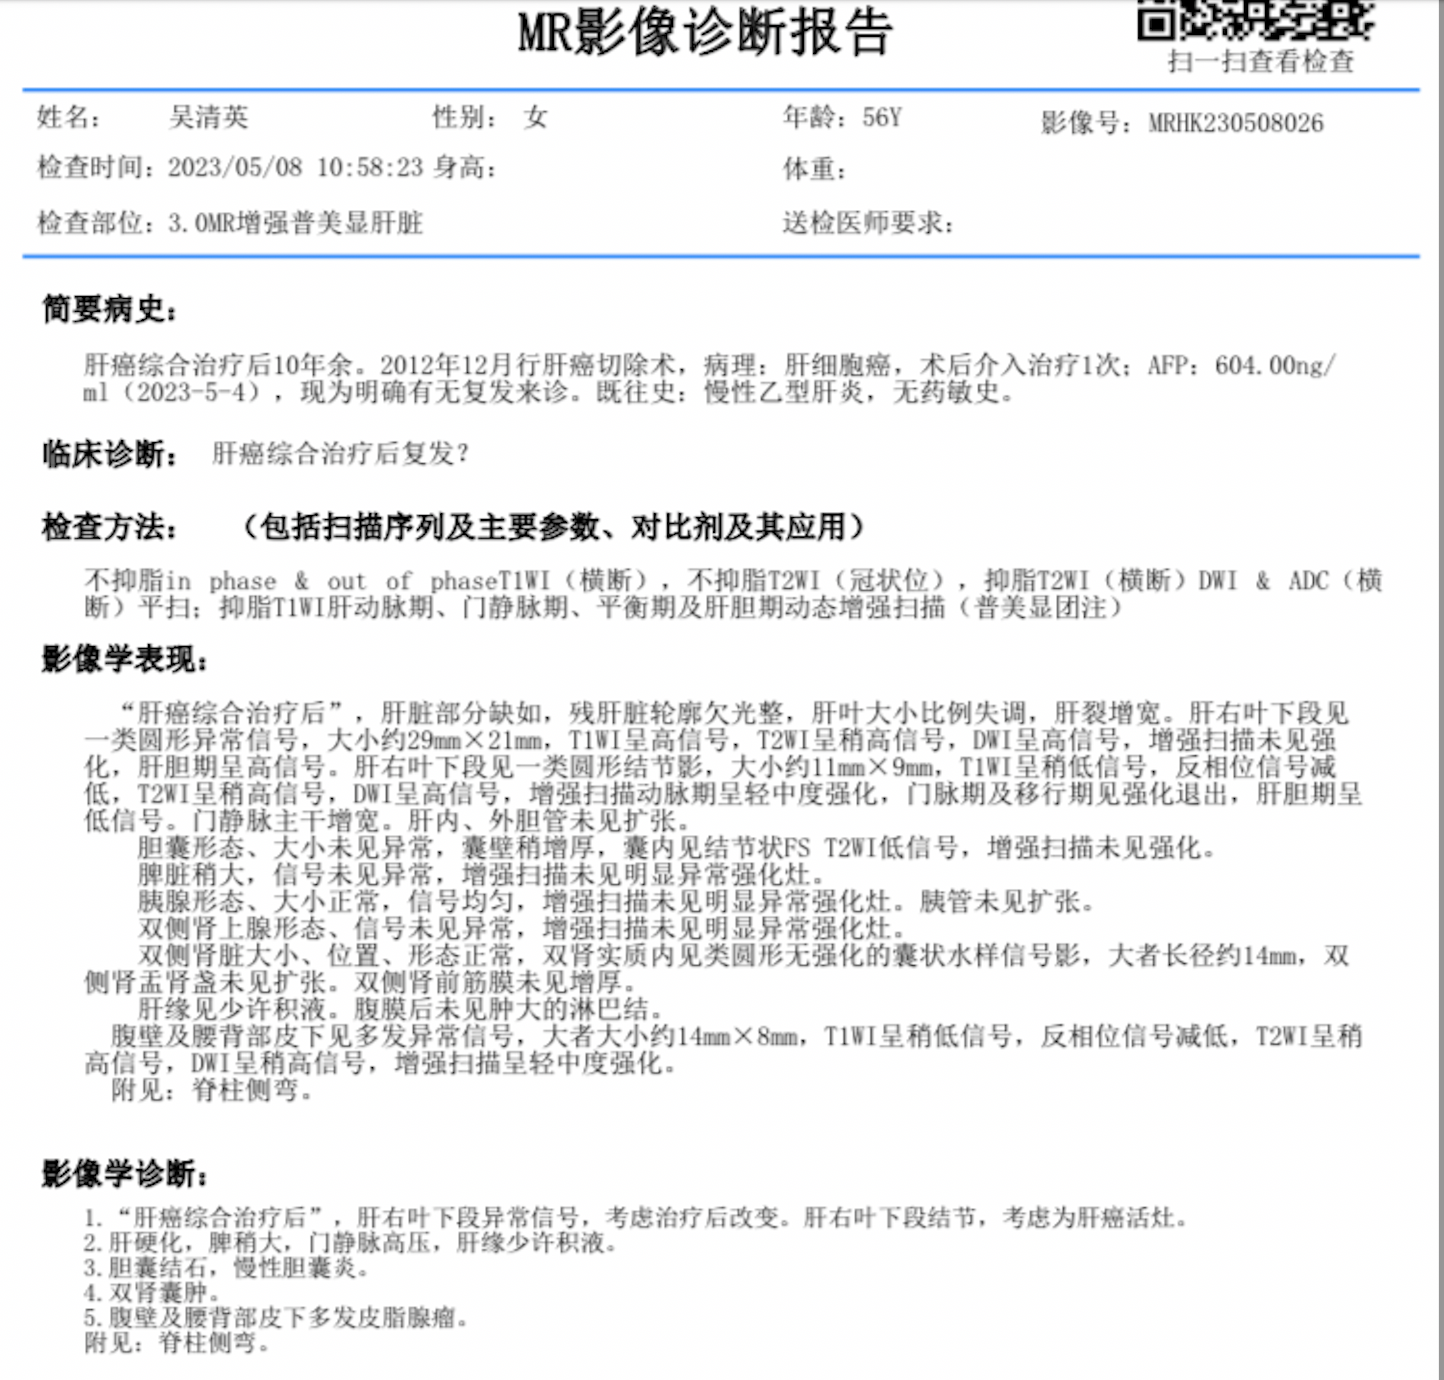 MR影像诊断报告
扫一扫查看检查
姓名： 吴清英 性别： 女 年龄：56Y 影像号：MRHK230508026
检查时间：2023/05/08 10:58:23 身高： 体重：
检查部位：3.0MR增强普美显肝脏 送检医师要求：
简要病史：
肝癌综合治疗后10年余。2012年12月行肝癌切除术，病理：肝细胞癌，术后介入治疗1次；AFP：604.00ng/
ml（2023-5-4），现为明确有无复发来诊。既往史：慢性乙型肝炎，无药敏史。
临床诊断： 肝癌综合治疗后复发？
检查方法： （包括扫描序列及主要参数、对比剂及其应用）
不抑脂in phase & out of phaseT1WI（横断），不抑脂T2WI（冠状位），抑脂T2WI（横断）DWI & ADC（横
断）平扫；抑脂T1WI肝动脉期、门静脉期、平衡期及肝胆期动态增强扫描（普美显团注）
影像学表现：
“肝癌综合治疗后”，肝脏部分缺如，残肝脏轮廓欠光整，肝叶大小比例失调，肝裂增宽。肝右叶下段见
一类圆形异常信号，大小约29mm×21mm，T1WI呈高信号，T2WI呈稍高信号，DWI呈高信号，增强扫描未见强
化，肝胆期呈高信号。肝右叶下段见一类圆形结节影，大小约11mm×9mm，T1WI呈稍低信号，反相位信号减
低，T2WI呈稍高信号，DWI呈高信号，增强扫描动脉期呈轻中度强化，门脉期及移行期见强化退出，肝胆期呈
低信号。门静脉主干增宽。肝内、外胆管未见扩张。
胆囊形态、大小未见异常，囊壁稍增厚，囊内见结节状FS T2WI低信号，增强扫描未见强化。
脾脏稍大，信号未见异常，增强扫描未见明显异常强化灶。
胰腺形态、大小正常，信号均匀，增强扫描未见明显异常强化灶。胰管未见扩张。
双侧肾上腺形态、信号未见异常，增强扫描未见明显异常强化灶。
双侧肾脏大小、位置、形态正常，双肾实质内见类圆形无强化的囊状水样信号影，大者长径约14mm，双
侧肾盂肾盏未见扩张。双侧肾前筋膜未见增厚。
肝缘见少许积液。腹膜后未见肿大的淋巴结。
腹壁及腰背部皮下见多发异常信号，大者大小约14mm×8mm，T1WI呈稍低信号，反相位信号减低，T2WI呈稍
高信号，DWI呈稍高信号，增强扫描呈轻中度强化。
附见：脊柱侧弯。
影像学诊断：
1.“肝癌综合治疗后”，肝右叶下段异常信号，考虑治疗后改变。肝右叶下段结节，考虑为肝癌活灶。
2.肝硬化，脾稍大，门静脉高压，肝缘少许积液。
3.胆囊结石，慢性胆囊炎。
4.双肾囊肿。
5.腹壁及腰背部皮下多发皮脂腺瘤。
附见：脊柱侧弯。